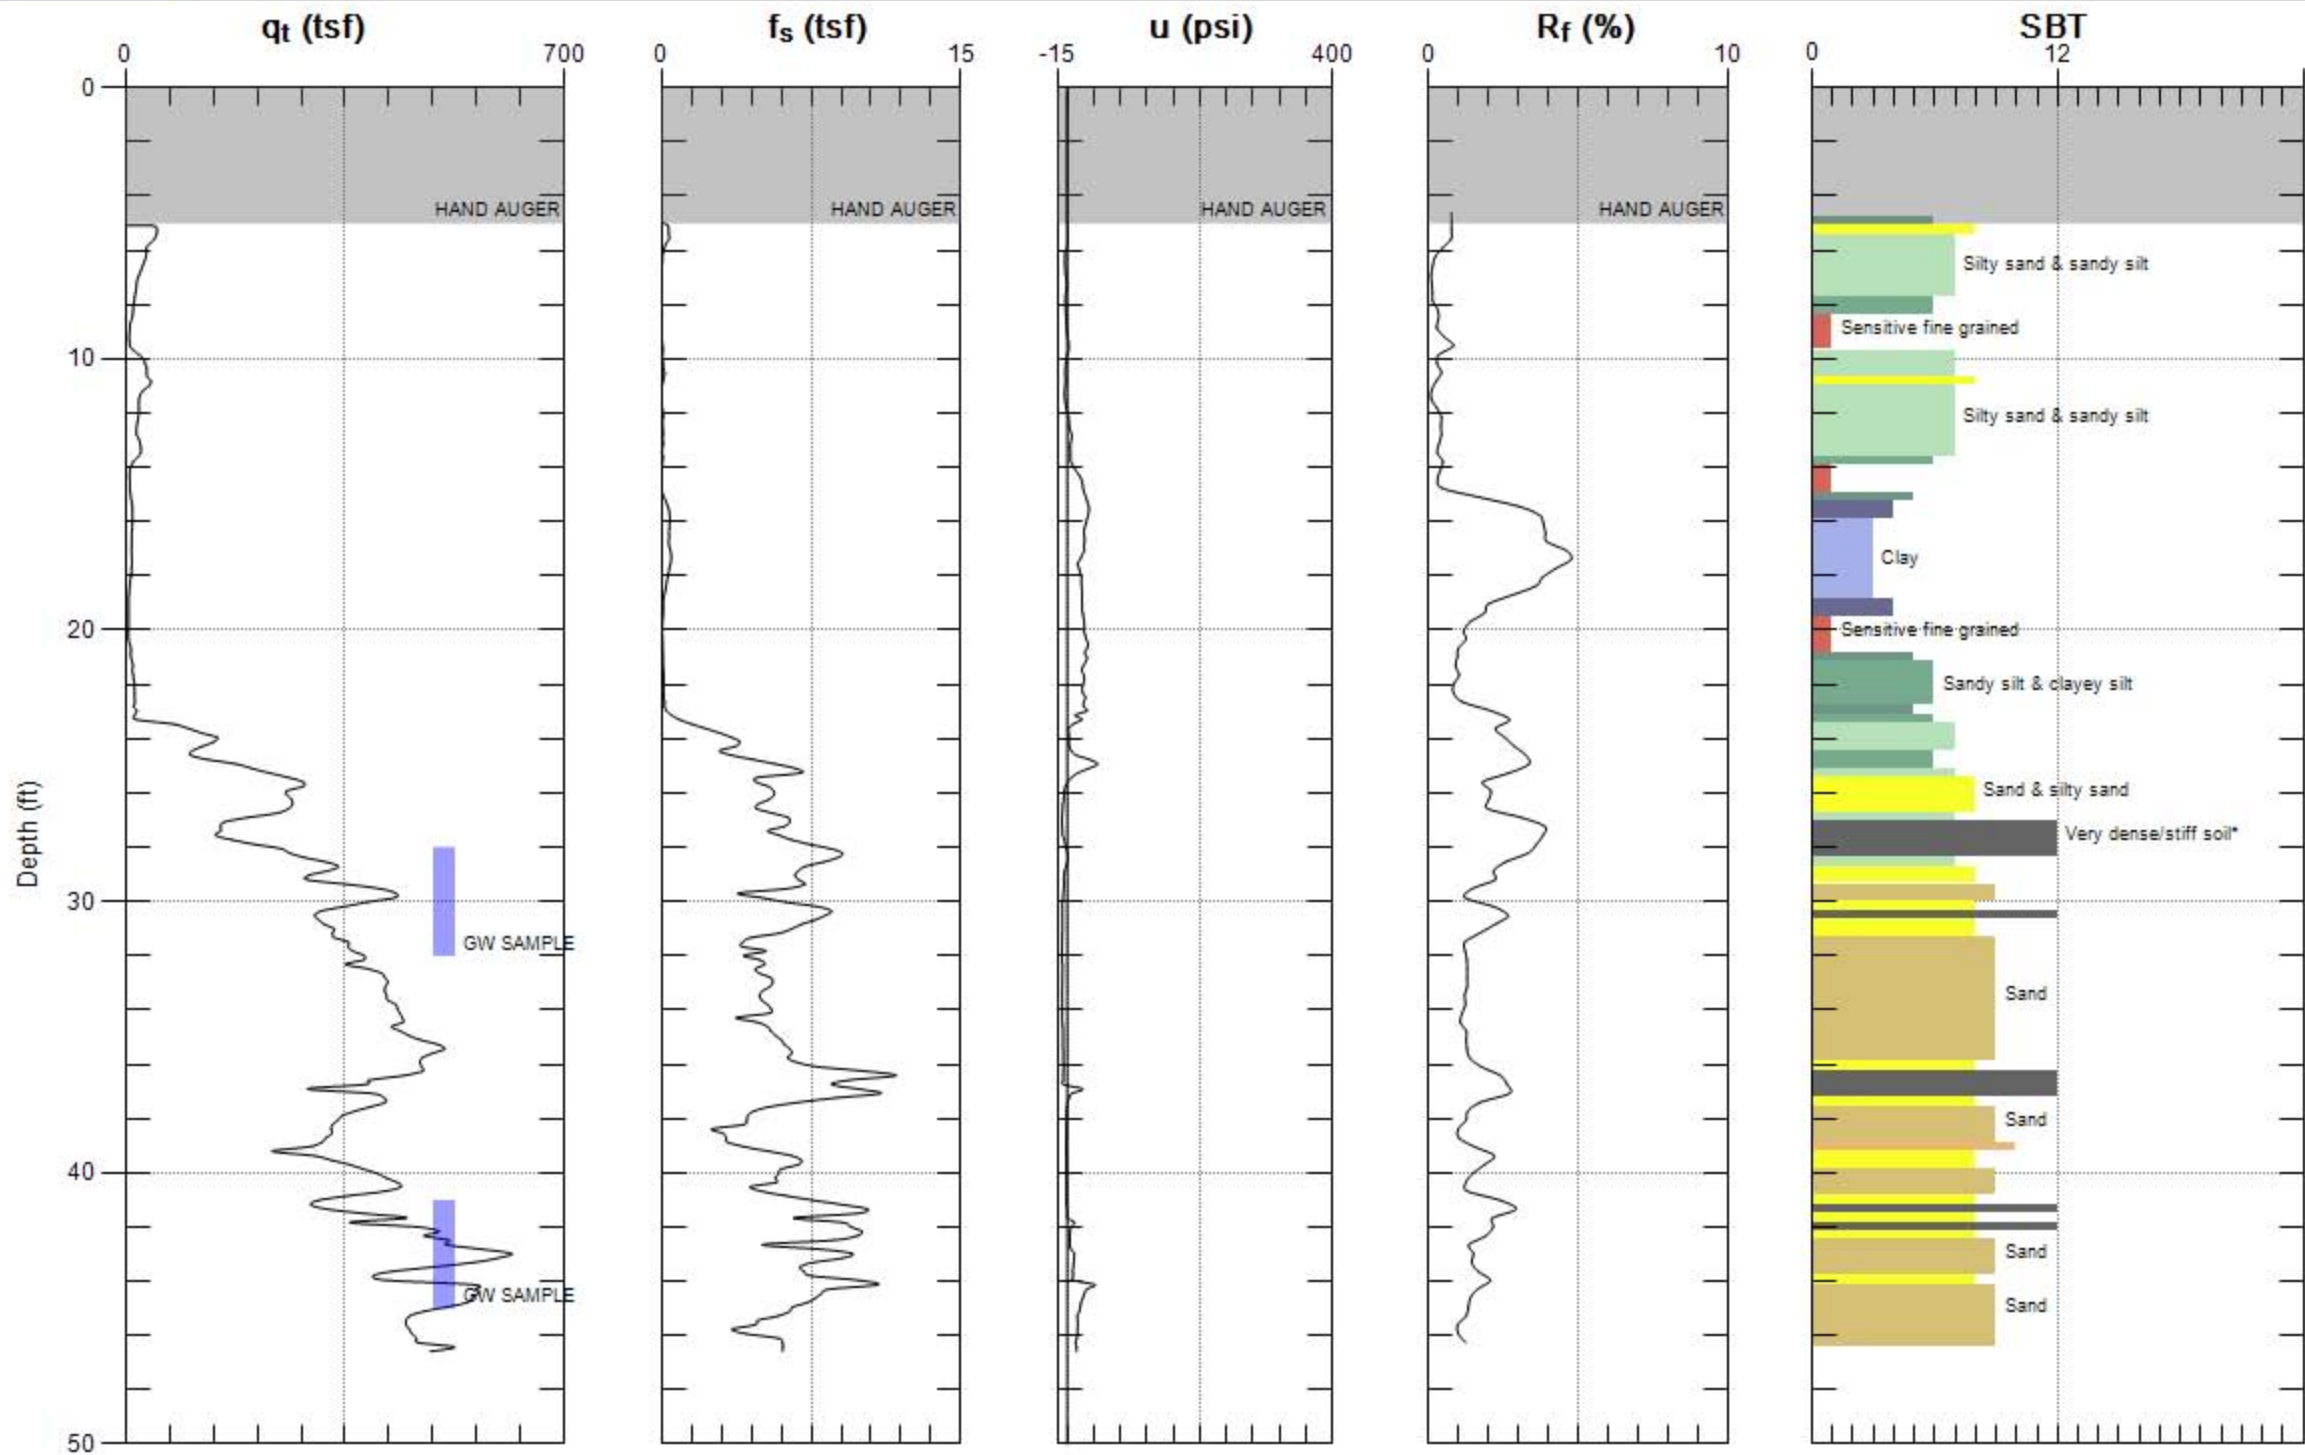 qt (tsf) fs (tsf) u (psi) Rf (%) SBT
0 700 0 15 -15 400 0 10 0 12
0
HAND AUGER HAND AUGER HAND AUGER HAND AUGER
Silty sand & sandy silt
Sensitive fine grained
10
Silty sand & sandy silt
Clay
20
Sensitive fine grained
Sandy silt & clayey silt
Depth (ft)
Sand & silty sand
Very dense/stiff soil*
30
GW SAMPLE
Sand
Sand
40
Sand
GW SAMPLE
Sand
50